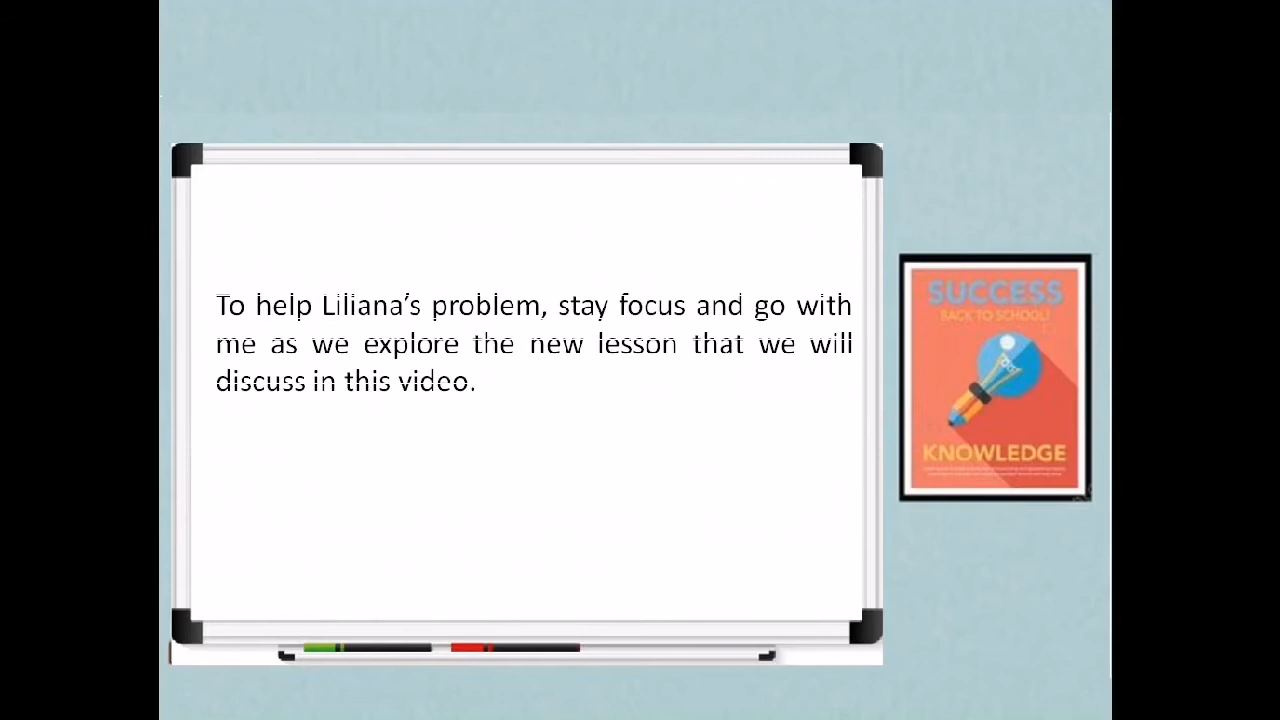 To help Liliana's problem, stay focus and go with
me as we explore the new lesson that we will
discuss in this video.
SUCCESS
BACK TO SCHOOL!
KNOWLEDGE